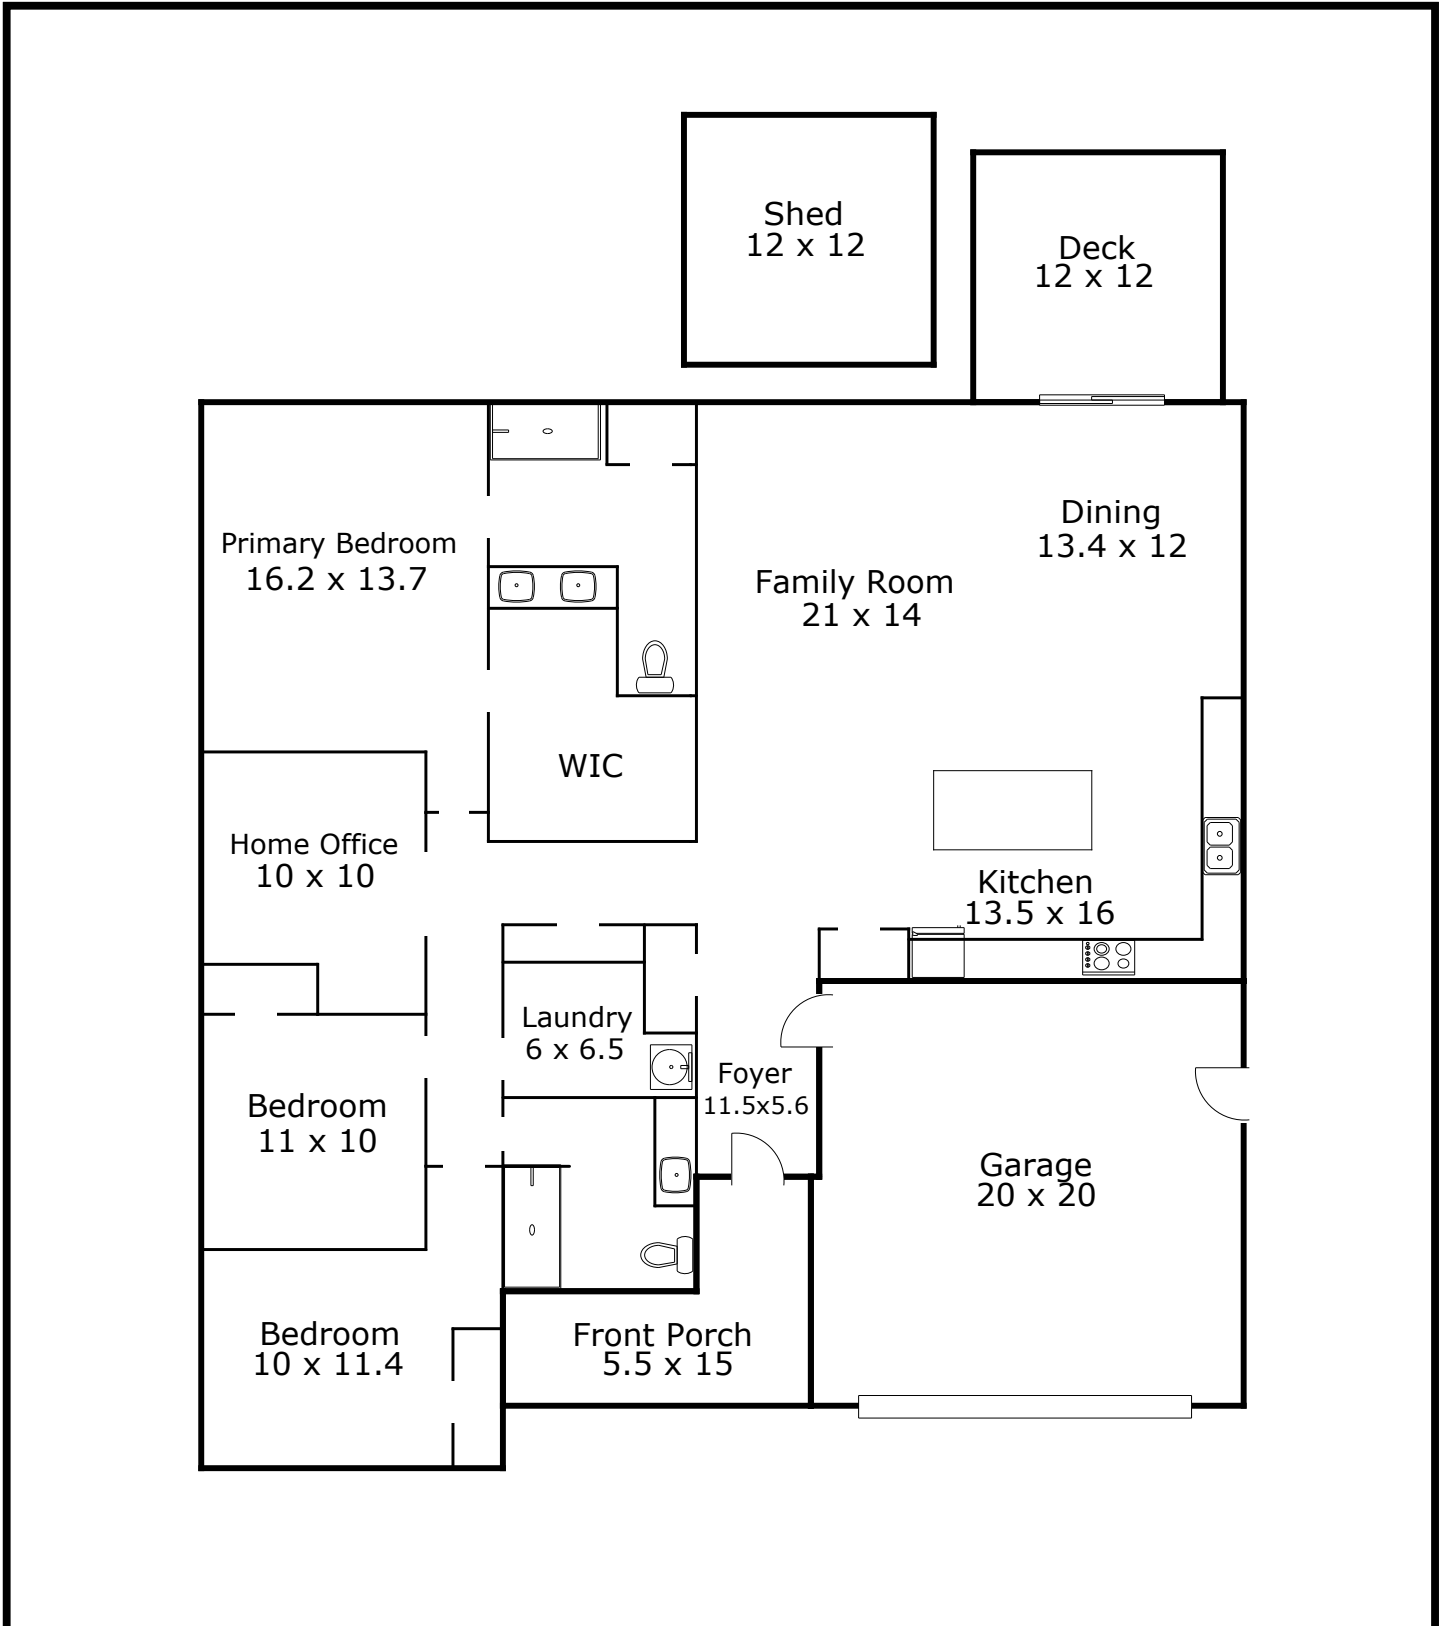 Shed
12 x 12
Deck
12 x 12
Dining
13.4 x 12
Primary Bedroom
16.2 x 13.7
Family Room
21 x 14
WIC
Home Office
10 x 10
Kitchen
13.5 x 16
Laundry
6 x 6.5
Foyer
11.5x5.6
Bedroom
11 x 10
Garage
20 x 20
Bedroom
10 x 11.4
Front Porch
5.5 x 15